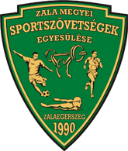 ZALA MEGYEI
SPORTSZÖVETSÉGEK
EGYESÜLÉSE
ZALAEGERSZEG
1990